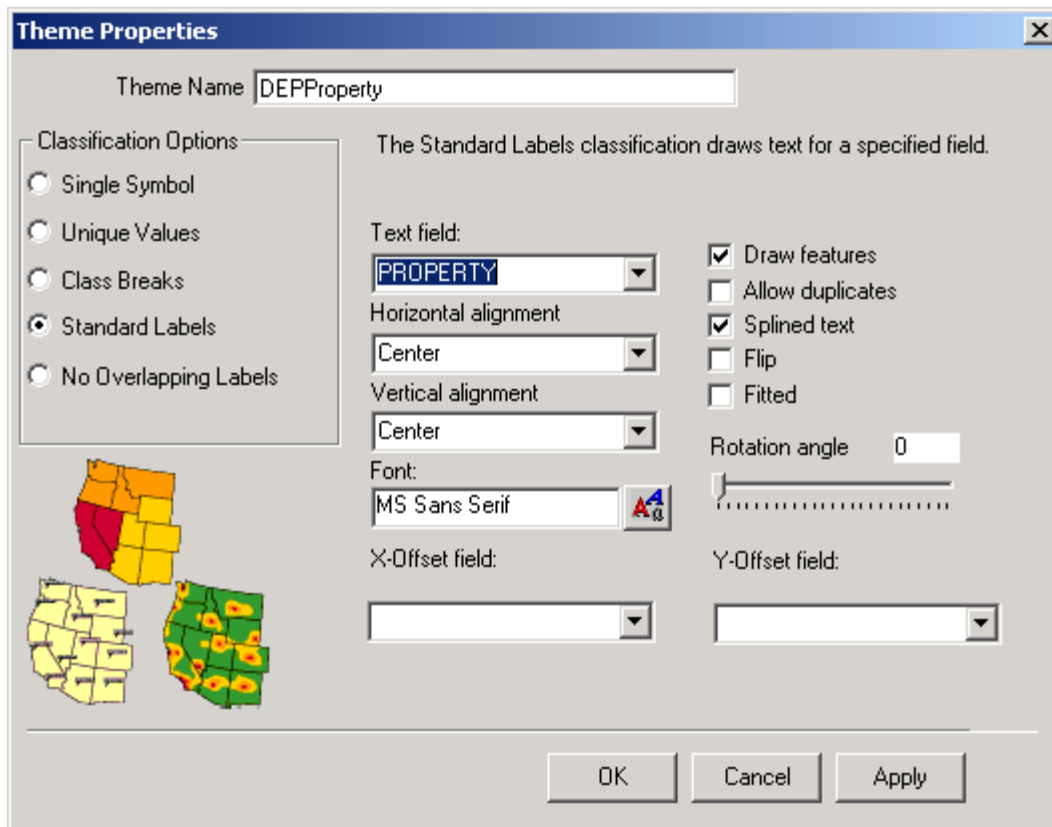 Theme Properties
Theme Name DEPProperty
Classification Options
Single Symbol
Unique Values
Class Breaks
Standard Labels
No Overlapping Labels
The Standard Labels classification draws text for a specified field.
Text field:
PROPERTY
Horizontal alignment
Center
Vertical alignment
Center
Font:
MS Sans Serif
X-Offset field:
Draw features
Allow duplicates
Splined text
Flip
Fitted
Rotation angle 0
Y-Offset field:
OK Cancel Apply